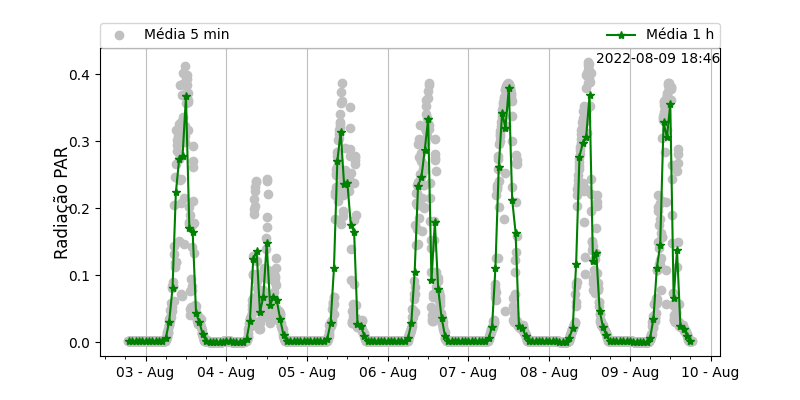 Média 5 min
Média 1 h
2022-08-09 18:46
Radiação PAR
0.4
0.3
0.2
0.1
0.0
03 - Aug
04 - Aug
05 - Aug
06 - Aug
07 - Aug
08 - Aug
09 - Aug
10 - Aug